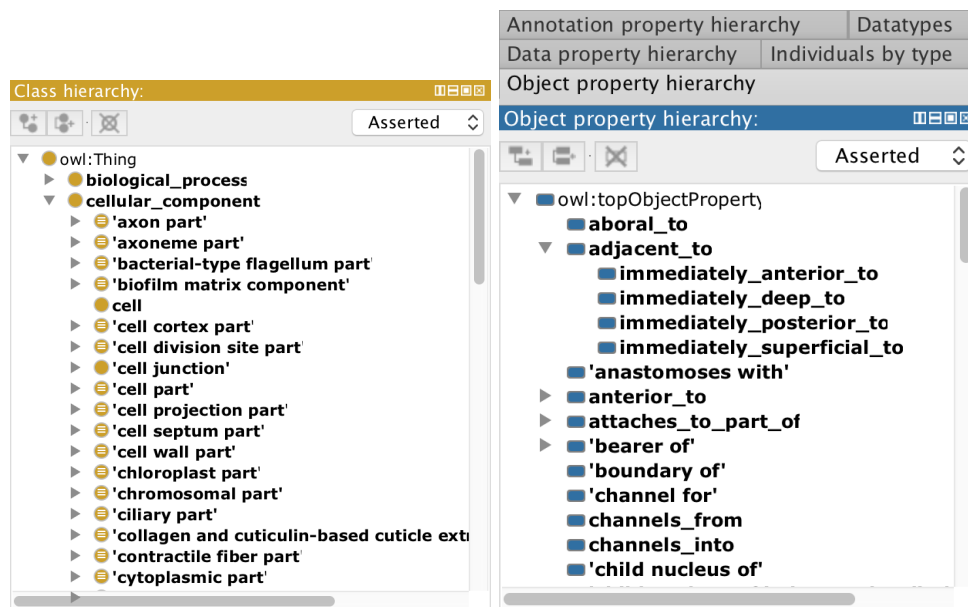 Class hierarchy:
Asserted
owl:Thing
biological_process
cellular_component
'axon part'
'axoneme part'
'bacterial-type flagellum part'
'biofilm matrix component'
cell
'cell cortex part'
'cell division site part'
'cell junction'
'cell part'
'cell projection part'
'cell septum part'
'cell wall part'
'chloroplast part'
'chromosomal part'
'ciliary part'
'collagen and cuticulin-based cuticle extr
'contractile fiber part'
'cytoplasmic part'
Annotation property hierarchy Datatypes
Data property hierarchy Individuals by type
Object property hierarchy
Object property hierarchy:
Asserted
owl:topObjectProperty
aboral_to
adjacent_to
immediately_anterior_to
immediately_deep_to
immediately_posterior_to
immediately_superficial_to
'anastomoses with'
anterior_to
attaches_to_part_of
'bearer of'
'boundary of'
'channel for'
channels_from
channels_into
'child nucleus of'